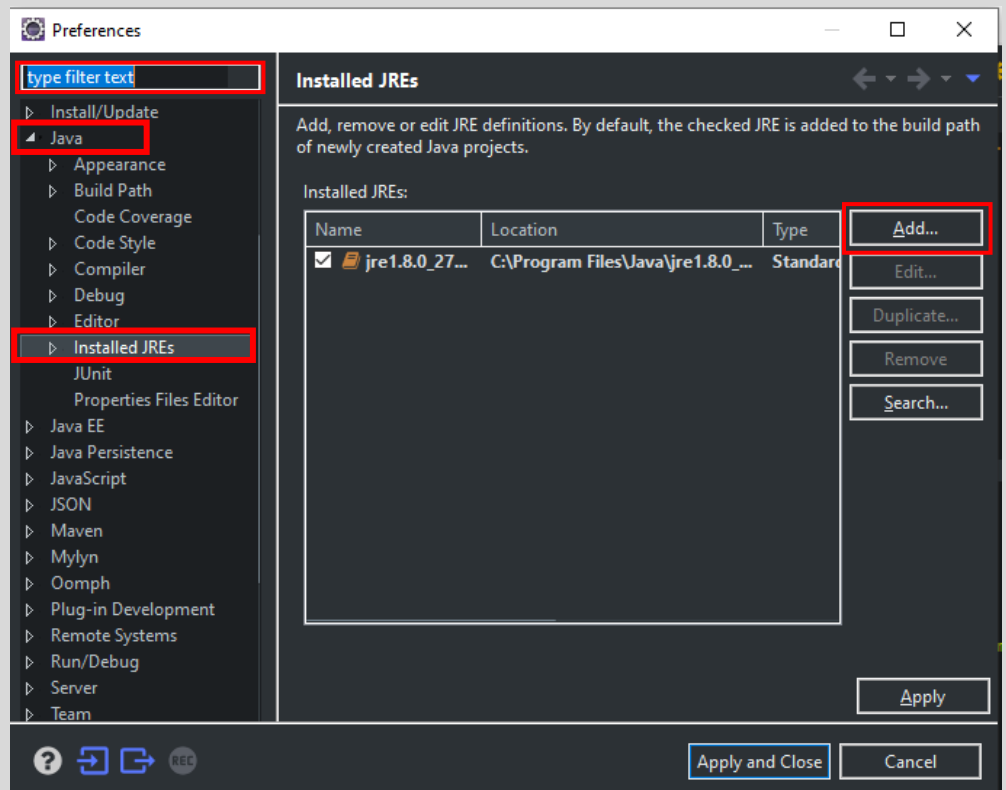 Preferences
type filter text
Install/Update
Java
Appearance
Build Path
Code Coverage
Code Style
Compiler
Debug
Editor
Installed JREs
JUnit
Properties Files Editor
Java EE
Java Persistence
JavaScript
JSON
Maven
Mylyn
Oomph
Plug-in Development
Remote Systems
Run/Debug
Server
Team
Installed JREs
Add, remove or edit JRE definitions. By default, the checked JRE is added to the build path
of newly created Java projects.
Installed JREs:
Name Location Type
jre1.8.0_27... C:\Program Files\Java\jre1.8.0_... Standard
Add...
Edit...
Duplicate...
Remove
Search...
Apply
REC
Apply and Close Cancel